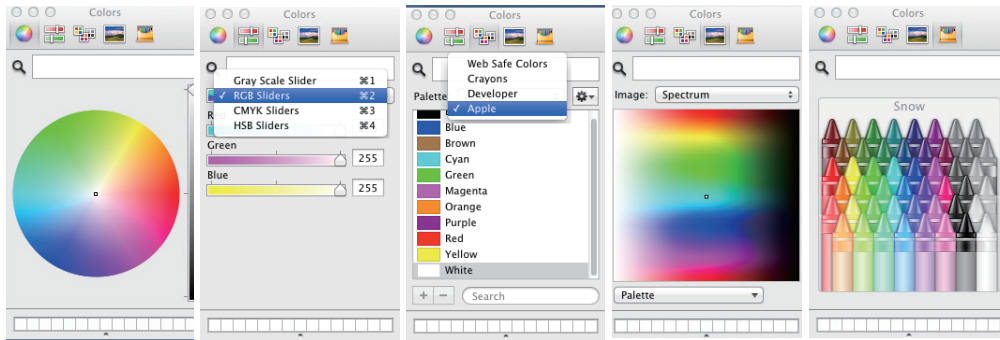 Colors
Gray Scale Slider ⌘1
✓ RGB Sliders ⌘2
CMYK Sliders ⌘3
HSB Sliders ⌘4
Red
Green
255
Blue
255
Colors
Web Safe Colors
Crayons
Developer
✓ Apple
Palette
Blue
Brown
Cyan
Green
Magenta
Orange
Purple
Red
Yellow
White
+ − Search
Colors
Image: Spectrum
Palette
Colors
Snow
Colors